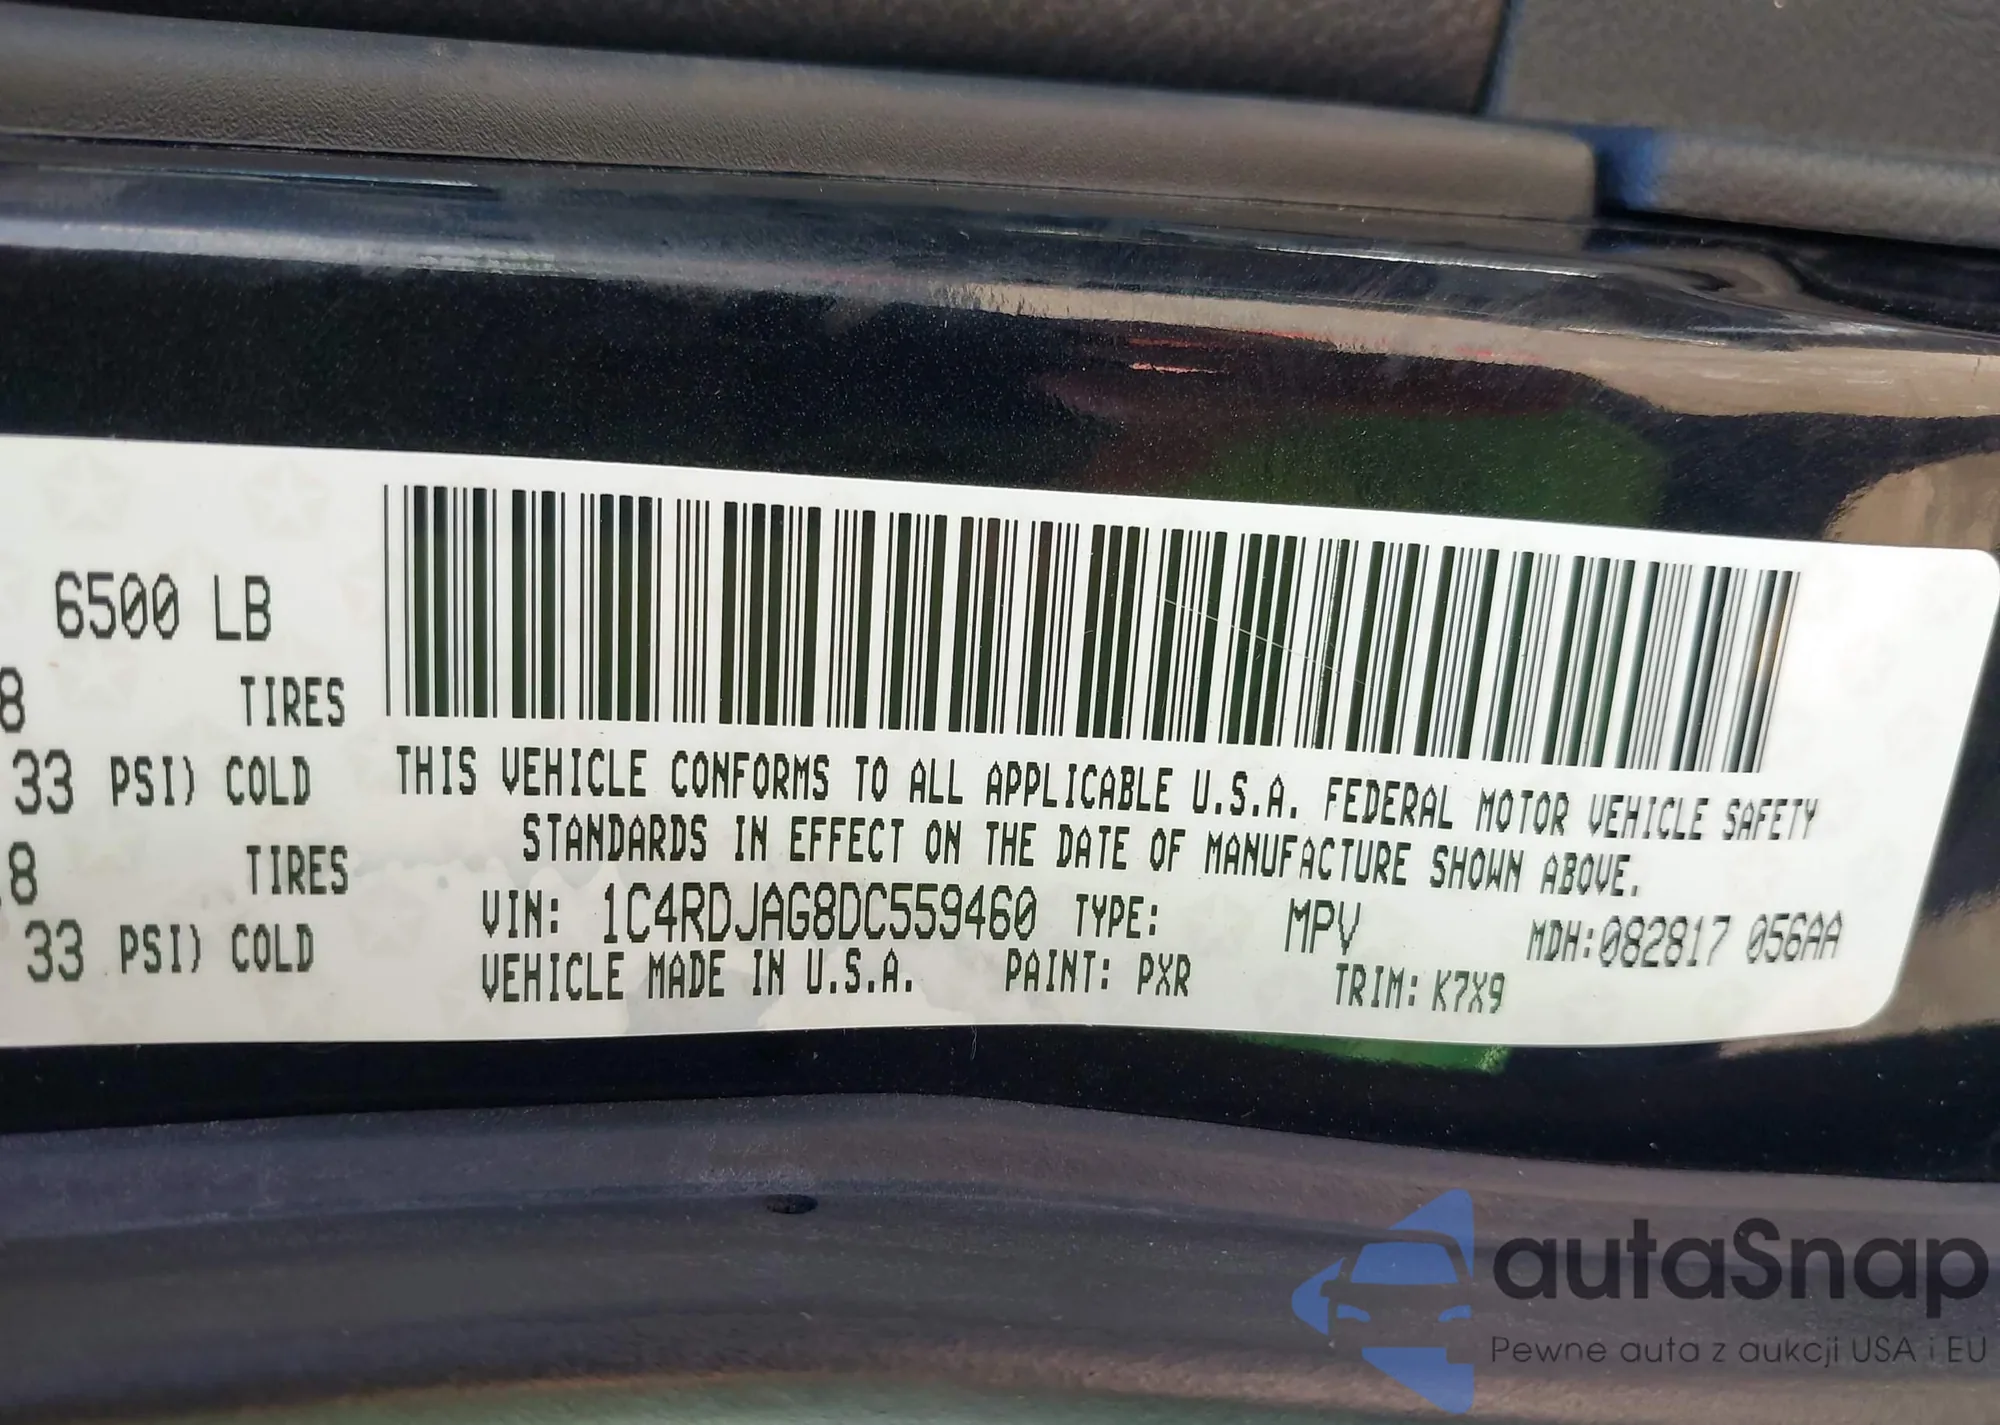 6500 LB
8 TIRES
33 PSI) COLD
.8 TIRES
33 PSI) COLD
THIS VEHICLE CONFORMS TO ALL APPLICABLE U.S.A. FEDERAL MOTOR VEHICLE SAFETY
STANDARDS IN EFFECT ON THE DATE OF MANUFACTURE SHOWN ABOVE.
VIN: 1C4RDJAG8DC559460 TYPE: MPV MDH:082817 056AA
VEHICLE MADE IN U.S.A. PAINT: PXR TRIM: K7X9
autaSnap
Pewne auta z aukcji USA i EU